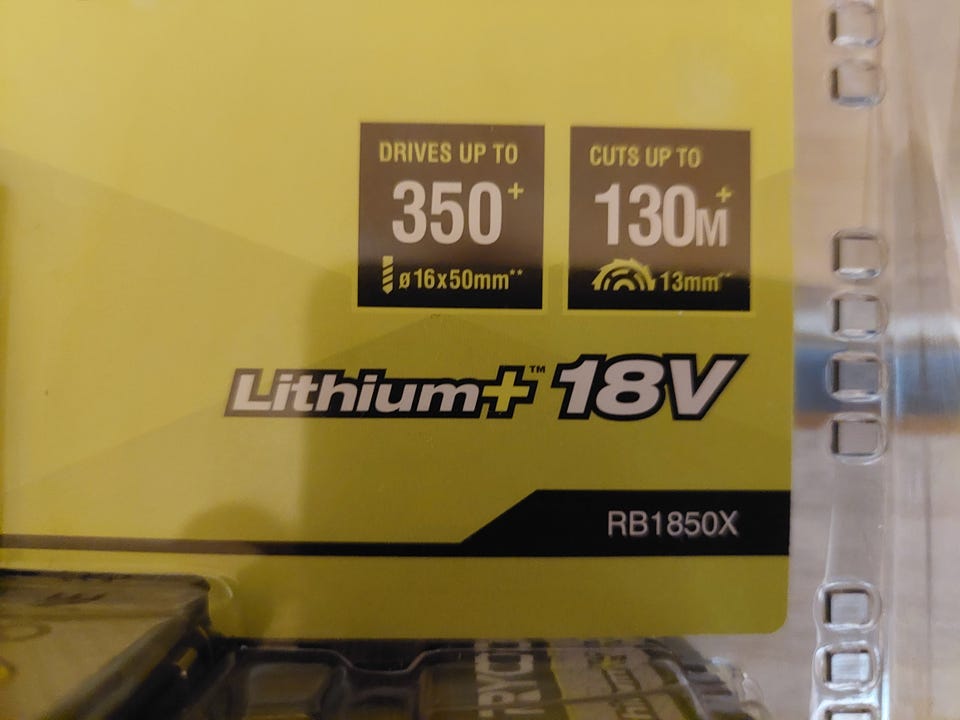 DRIVES UP TO
350+
ø16x50mm**
CUTS UP TO
130M+
13mm**
Lithium+™ 18V
RB1850X